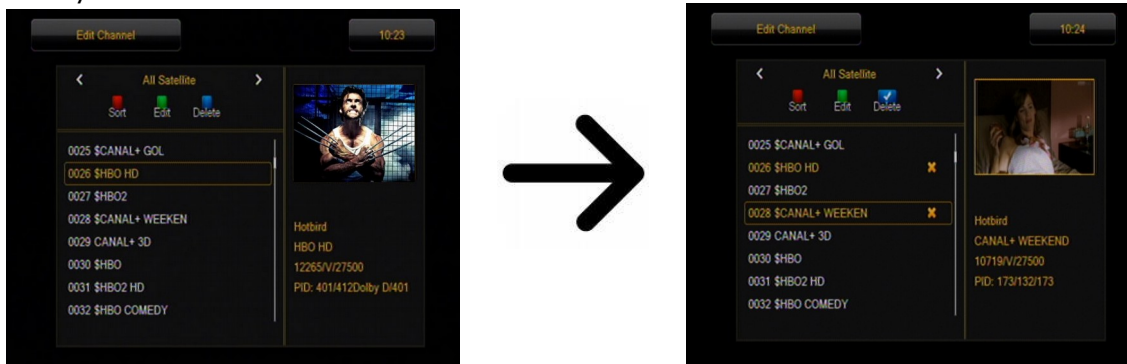 Edit Channel
10:23
All Satellite
Sort Edit Delete
0025 $CANAL+ GOL
0026 $HBO HD
0027 $HBO2
0028 $CANAL+ WEEKEN
0029 CANAL+ 3D
0030 $HBO
0031 $HBO2 HD
0032 $HBO COMEDY
Hotbird
HBO HD
12265/V/27500
PID: 401/412Dolby D/401
Edit Channel
10:24
All Satellite
Sort Edit Delete
0025 $CANAL+ GOL
0026 $HBO HD
0027 $HBO2
0028 $CANAL+ WEEKEN
0029 CANAL+ 3D
0030 $HBO
0031 $HBO2 HD
0032 $HBO COMEDY
Hotbird
CANAL+ WEEKEND
10719/V/27500
PID: 173/132/173